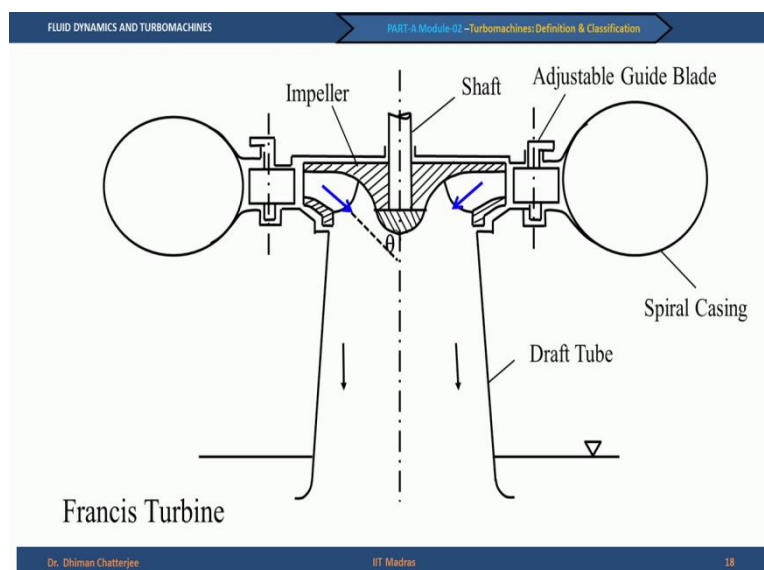 FLUID DYNAMICS AND TURBOMACHINES
PART-A Module-02 –Turbomachines: Definition & Classification
Impeller
Shaft
Adjustable Guide Blade
θ
Spiral Casing
Draft Tube
Francis Turbine
Dr. Dhiman Chatterjee
IIT Madras
18